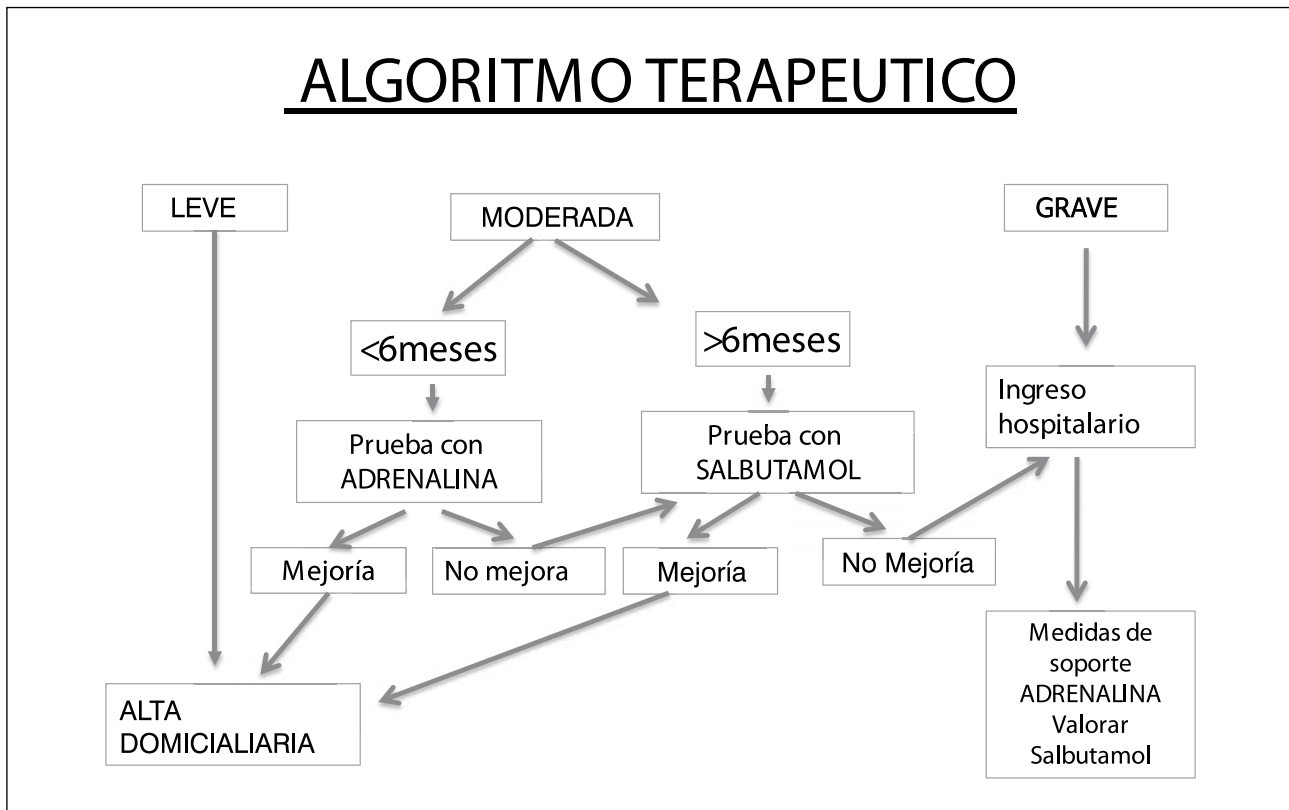 ALGORITMO TERAPEUTICO
LEVE
MODERADA
GRAVE
<6meses
>6meses
Ingreso
hospitalario
Prueba con
ADRENALINA
Prueba con
SALBUTAMOL
Mejoría
No mejora
Mejoría
No Mejoría
Medidas de
soporte
ADRENALINA
Valorar
Salbutamol
ALTA
DOMICIALIARIA